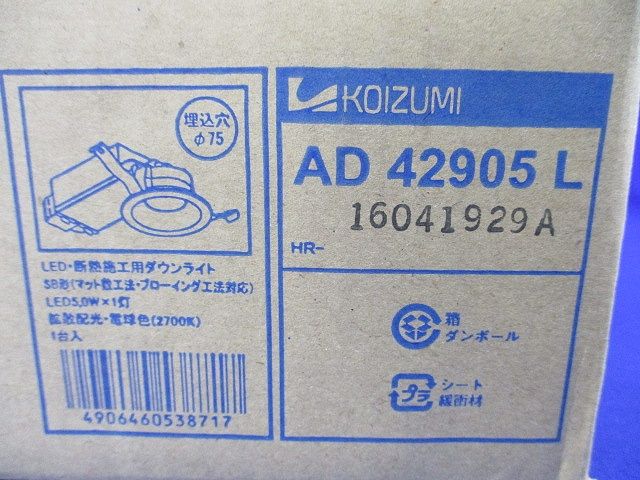 埋込穴
φ75
LED・断熱施工用ダウンライト
SB形(マット敷工法・ブローイング工法対応)
LED5.0W×1灯
拡散配光・電球色(2700K)
1台入
4906460538717
KOIZUMI
AD 42905 L
16041929A
HR-
箱
ダンボール
プラ
シート
緩衝材